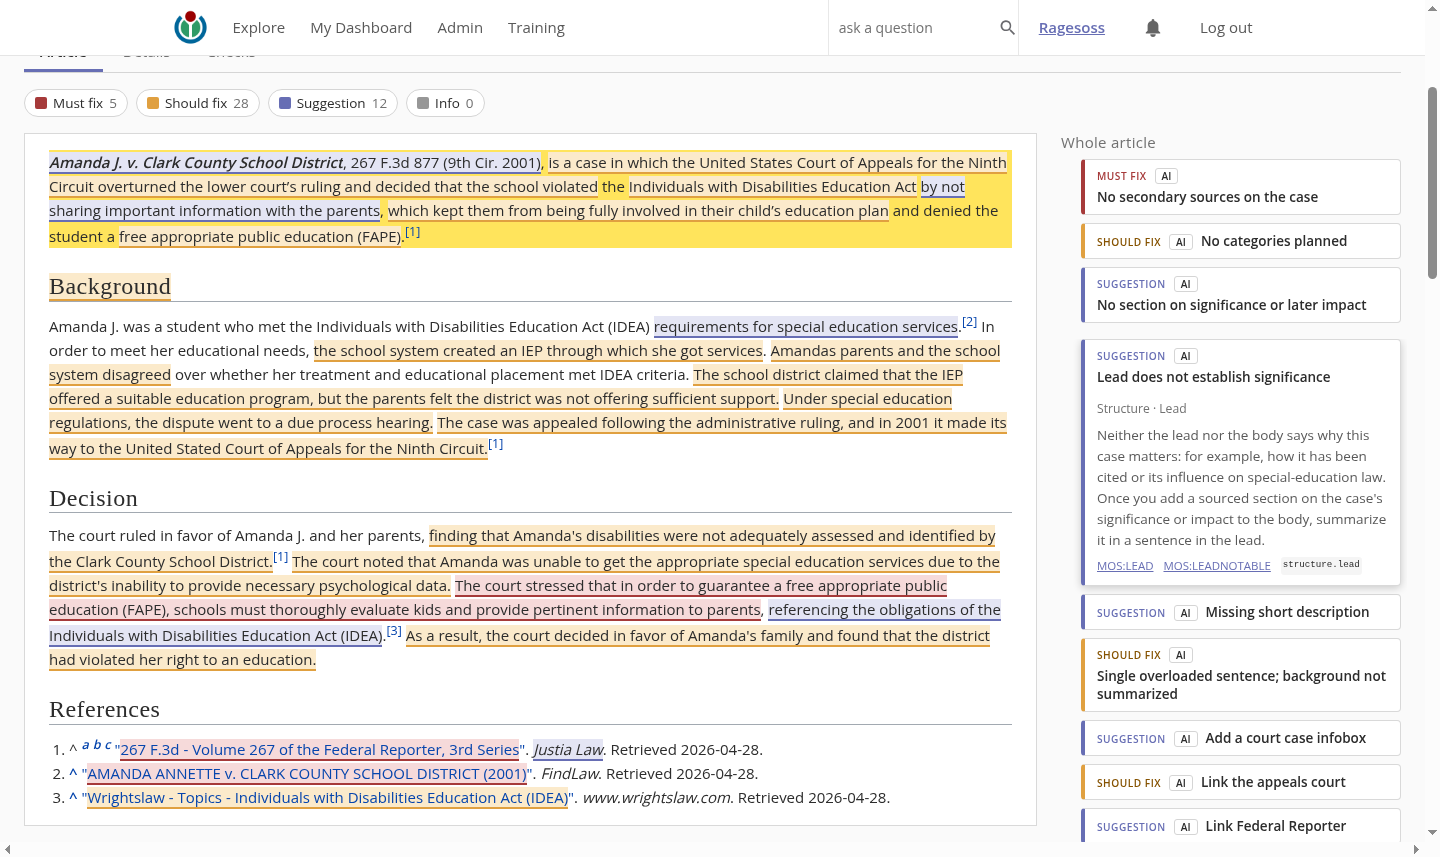 Explore My Dashboard Admin Training ask a question Ragesoss Log out
Article Details Checks
Must fix 5 Should fix 28 Suggestion 12 Info 0
Amanda J. v. Clark County School District, 267 F.3d 877 (9th Cir. 2001), is a case in which the United States Court of Appeals for the Ninth
Circuit overturned the lower court’s ruling and decided that the school violated the Individuals with Disabilities Education Act by not
sharing important information with the parents, which kept them from being fully involved in their child’s education plan and denied the
student a free appropriate public education (FAPE).[1]
Background
Amanda J. was a student who met the Individuals with Disabilities Education Act (IDEA) requirements for special education services.[2] In
order to meet her educational needs, the school system created an IEP through which she got services. Amandas parents and the school
system disagreed over whether her treatment and educational placement met IDEA criteria. The school district claimed that the IEP
offered a suitable education program, but the parents felt the district was not offering sufficient support. Under special education
regulations, the dispute went to a due process hearing. The case was appealed following the administrative ruling, and in 2001 it made its
way to the United Stated Court of Appeals for the Ninth Circuit.[1]
Decision
The court ruled in favor of Amanda J. and her parents, finding that Amanda's disabilities were not adequately assessed and identified by
the Clark County School District.[1] The court noted that Amanda was unable to get the appropriate special education services due to the
district's inability to provide necessary psychological data. The court stressed that in order to guarantee a free appropriate public
education (FAPE), schools must thoroughly evaluate kids and provide pertinent information to parents, referencing the obligations of the
Individuals with Disabilities Education Act (IDEA).[3] As a result, the court decided in favor of Amanda's family and found that the district
had violated her right to an education.
References
1. ^ a b c "267 F.3d - Volume 267 of the Federal Reporter, 3rd Series". Justia Law. Retrieved 2026-04-28.
2. ^ "AMANDA ANNETTE v. CLARK COUNTY SCHOOL DISTRICT (2001)". FindLaw. Retrieved 2026-04-28.
3. ^ "Wrightslaw - Topics - Individuals with Disabilities Education Act (IDEA)". www.wrightslaw.com. Retrieved 2026-04-28.
Whole article
MUST FIX AI
No secondary sources on the case
SHOULD FIX AI No categories planned
SUGGESTION AI
No section on significance or later impact
SUGGESTION AI
Lead does not establish significance
Structure · Lead
Neither the lead nor the body says why this
case matters: for example, how it has been
cited or its influence on special-education law.
Once you add a sourced section on the case's
significance or impact to the body, summarize
it in a sentence in the lead.
MOS:LEAD MOS:LEADNOTABLE structure.lead
SUGGESTION AI Missing short description
SHOULD FIX AI
Single overloaded sentence; background not
summarized
SUGGESTION AI Add a court case infobox
SHOULD FIX AI Link the appeals court
SUGGESTION AI Link Federal Reporter